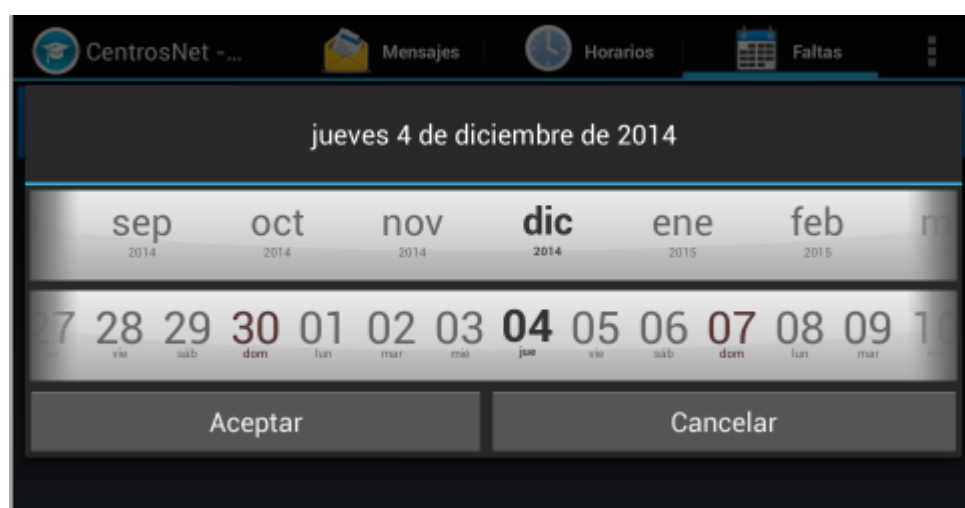 CentrosNet -... Mensajes Horarios Faltas
jueves 4 de diciembre de 2014
sep oct nov dic ene feb m
2014 2014 2014 2014 2015 2015
27 28 29 30 01 02 03 04 05 06 07 08 09 10
vie sáb dom lun mar mié jue vie sáb dom lun mar
Aceptar Cancelar